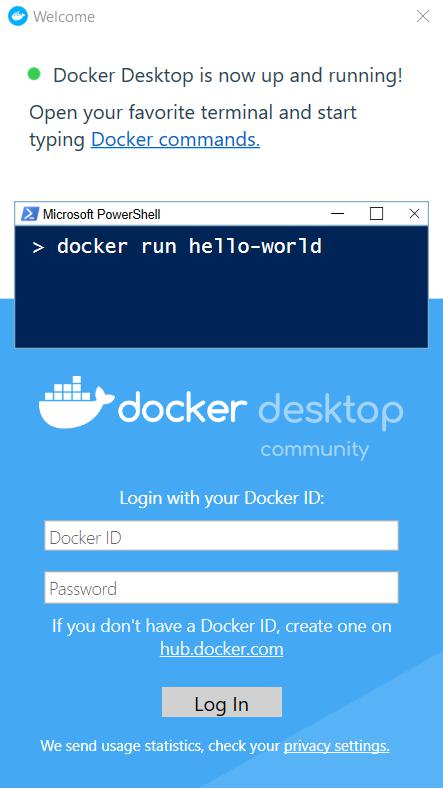 Welcome
Docker Desktop is now up and running!
Open your favorite terminal and start
typing Docker commands.
Microsoft PowerShell
> docker run hello-world
docker desktop
community
Login with your Docker ID:
Docker ID
Password
If you don't have a Docker ID, create one on
hub.docker.com
Log In
We send usage statistics, check your privacy settings.